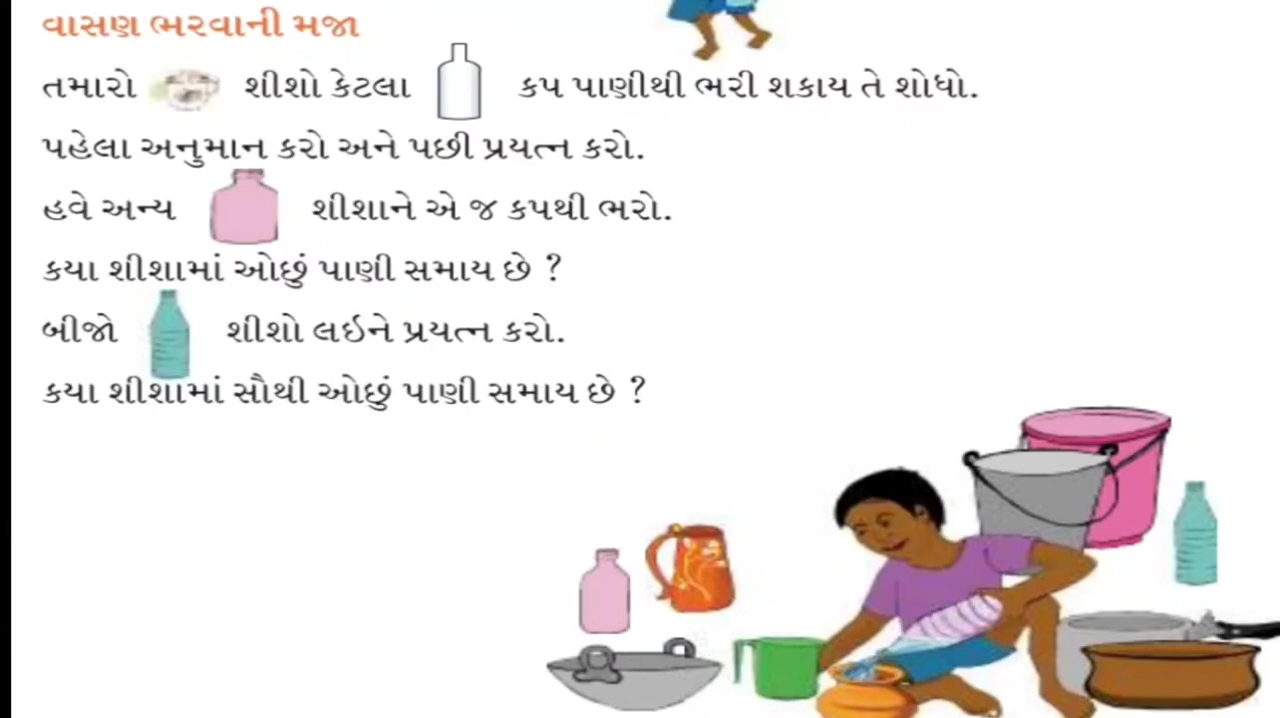 વાસણ ભરવાની મજા
તમારો શીશો કેટલા કપ પાણીથી ભરી શકાય તે શોધો.
પહેલા અનુમાન કરો અને પછી પ્રયત્ન કરો.
હવે અન્ય શીશાને એ જ કપથી ભરો.
કયા શીશામાં ઓછું પાણી સમાય છે ?
બીજો શીશો લઇને પ્રયત્ન કરો.
કયા શીશામાં સૌથી ઓછું પાણી સમાય છે ?